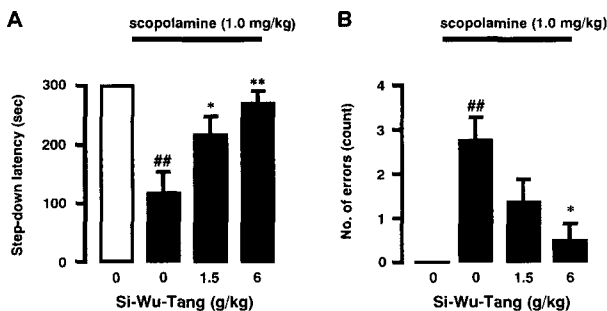 A
scopolamine (1.0 mg/kg)
Step-down latency (sec)
300
200
100
0
##
*
**
0 0 1.5 6
Si-Wu-Tang (g/kg)
B
scopolamine (1.0 mg/kg)
No. of errors (count)
4
3
2
1
0
##
*
0 0 1.5 6
Si-Wu-Tang (g/kg)